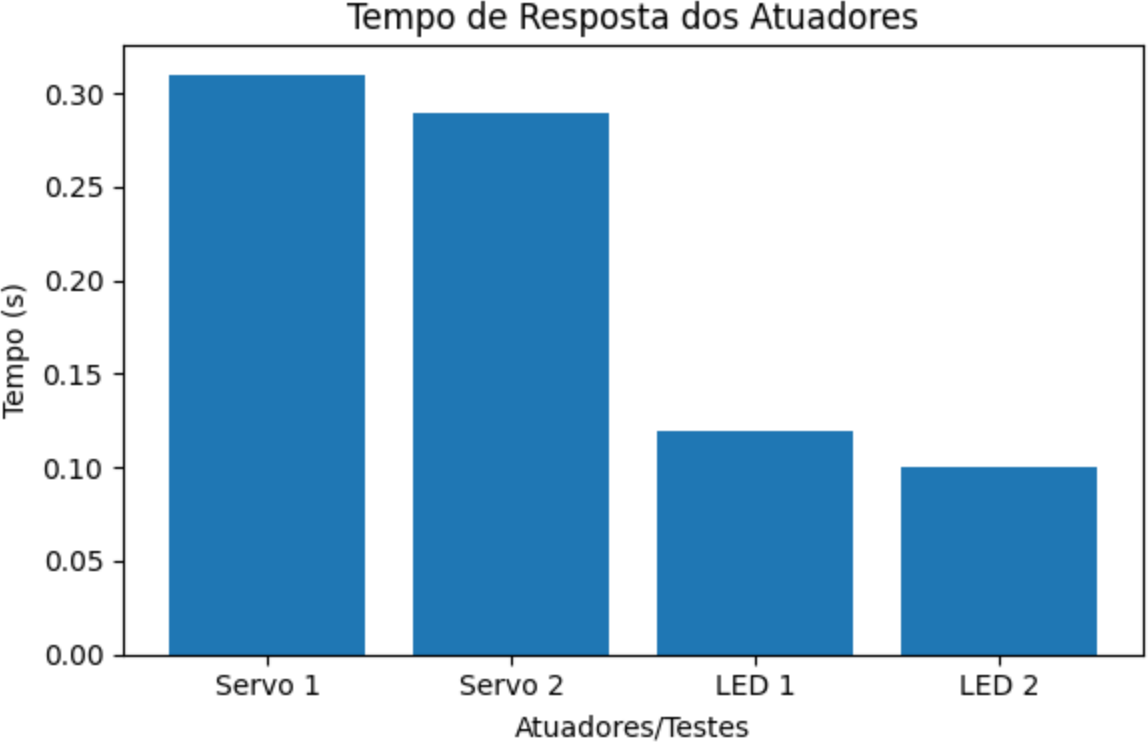 Tempo de Resposta dos Atuadores
0.30
0.25
0.20
0.15
0.10
0.05
0.00
Tempo (s)
Servo 1
Servo 2
LED 1
LED 2
Atuadores/Testes